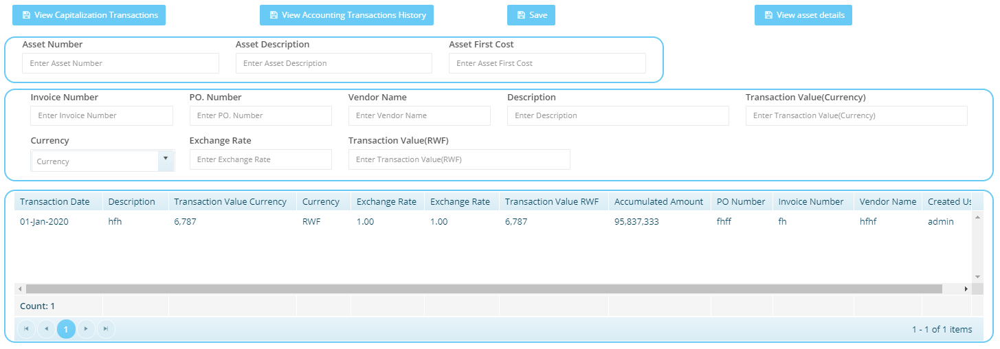 View Capitalization Transactions View Accounting Transactions History Save View asset details
Asset Number Asset Description Asset First Cost
Enter Asset Number Enter Asset Description Enter Asset First Cost
Invoice Number PO. Number Vendor Name Description Transaction Value(Currency)
Enter Invoice Number Enter PO. Number Enter Vendor Name Enter Description Enter Transaction Value(Currency)
Currency Exchange Rate Transaction Value(RWF)
Currency Enter Exchange Rate Enter Transaction Value(RWF)
Transaction Date Description Transaction Value Currency Currency Exchange Rate Exchange Rate Transaction Value RWF Accumulated Amount PO Number Invoice Number Vendor Name Created Us
01-Jan-2020 hfh 6,787 RWF 1.00 1.00 6,787 95,837,333 fhff fh hfhf admin
Count: 1
1 1 - 1 of 1 items